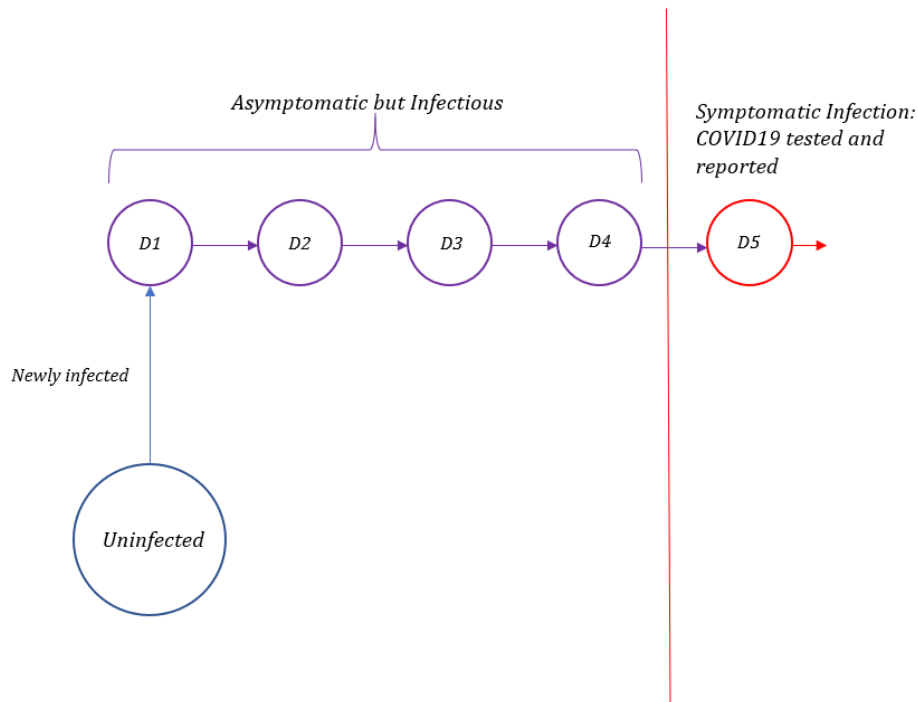 Asymptomatic but Infectious
Symptomatic Infection:
COVID19 tested and
reported
D1
D2
D3
D4
D5
Newly infected
Uninfected